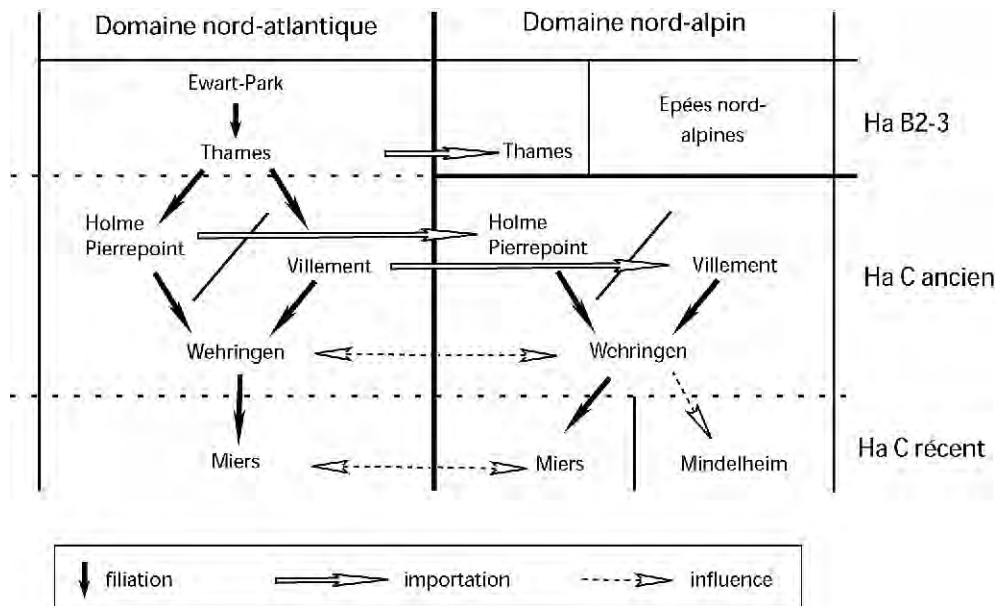 Domaine nord-atlantique
Domaine nord-alpin
Ewart-Park
Epées nord-
alpines
Ha B2-3
Thames
Thames
Holme
Pierrepoint
Holme
Pierrepoint
Villement
Villement
Ha C ancien
Wehringen
Wehringen
Miers
Miers
Mindelheim
Ha C récent
filiation
importation
influence